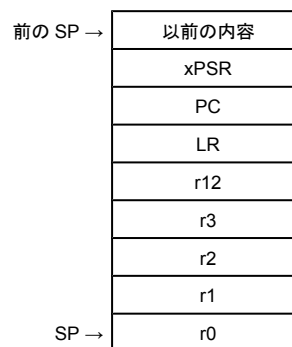 前の SP → 以前の内容
xPSR
PC
LR
r12
r3
r2
r1
SP → r0